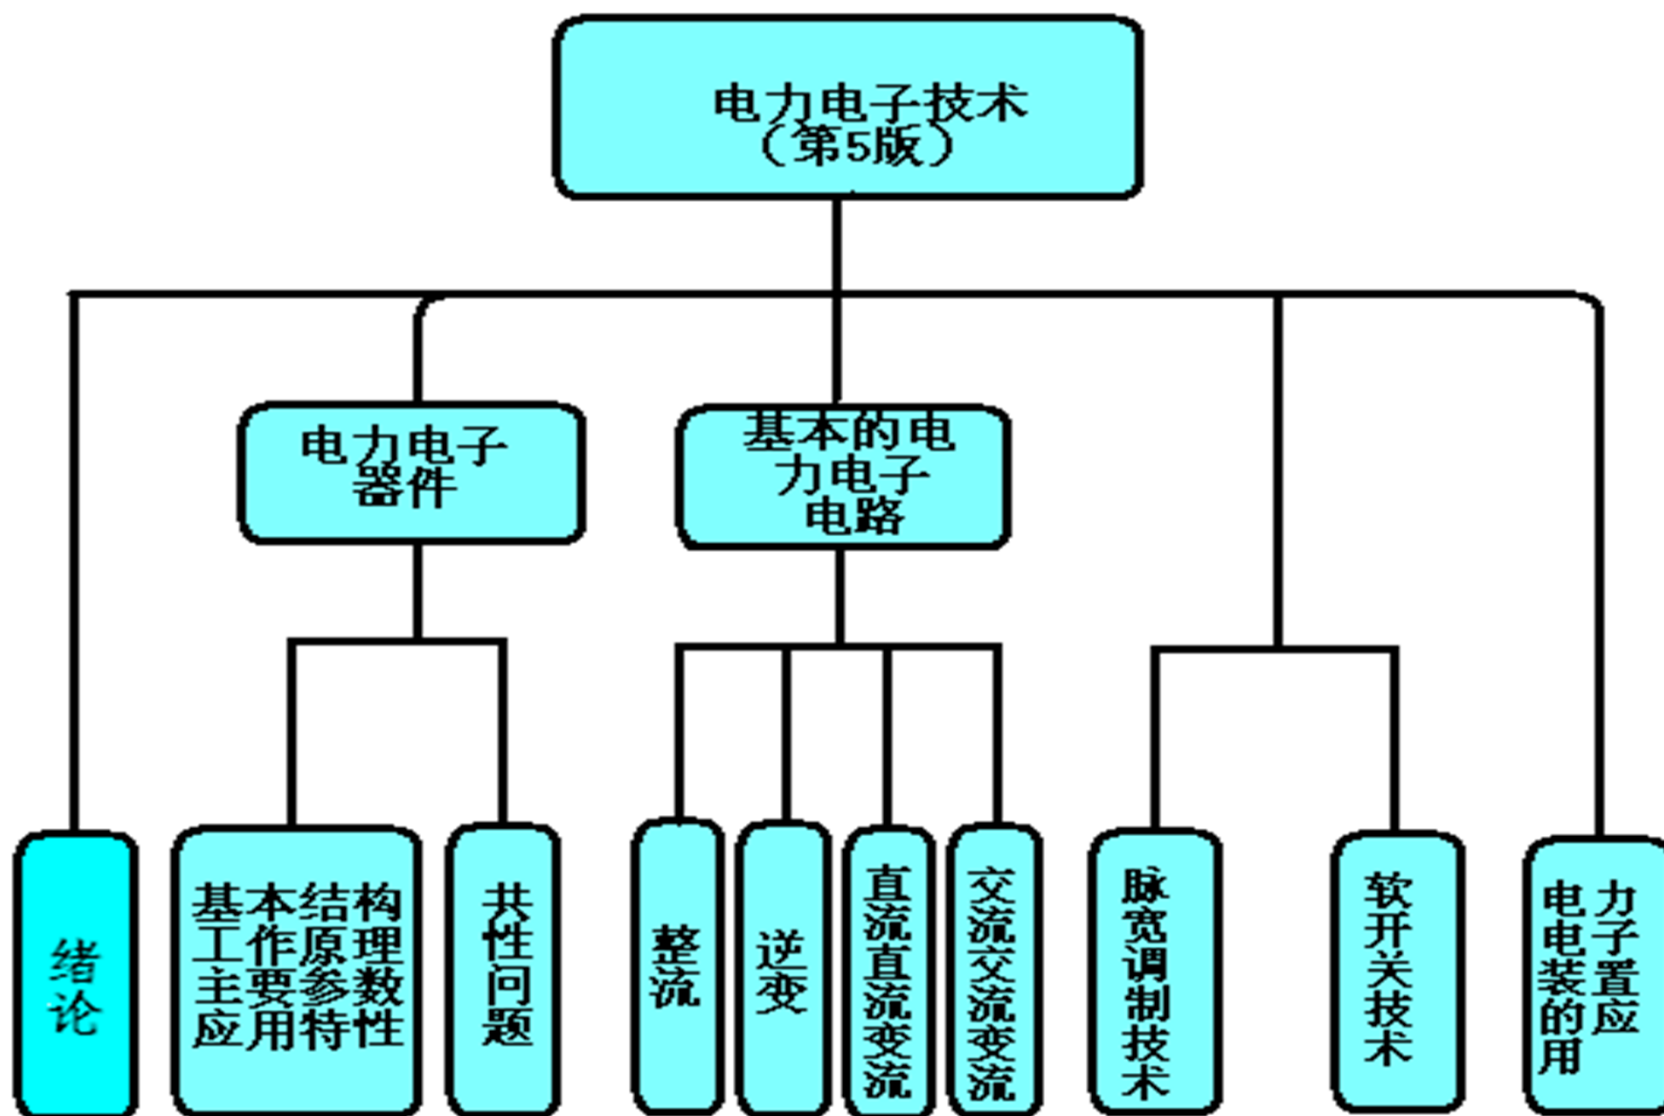 电力电子技术
（第5版）
电力电子
器件
基本的电
力电子
电路
绪
论
基本结构
工作原理
主要参数
应用特性
共
性
问
题
整
流
逆
变
直
流
直
流
变
流
交
流
交
流
变
流
脉
宽
调
制
技
术
软
开
关
技
术
电力
电子
装置
的应
用